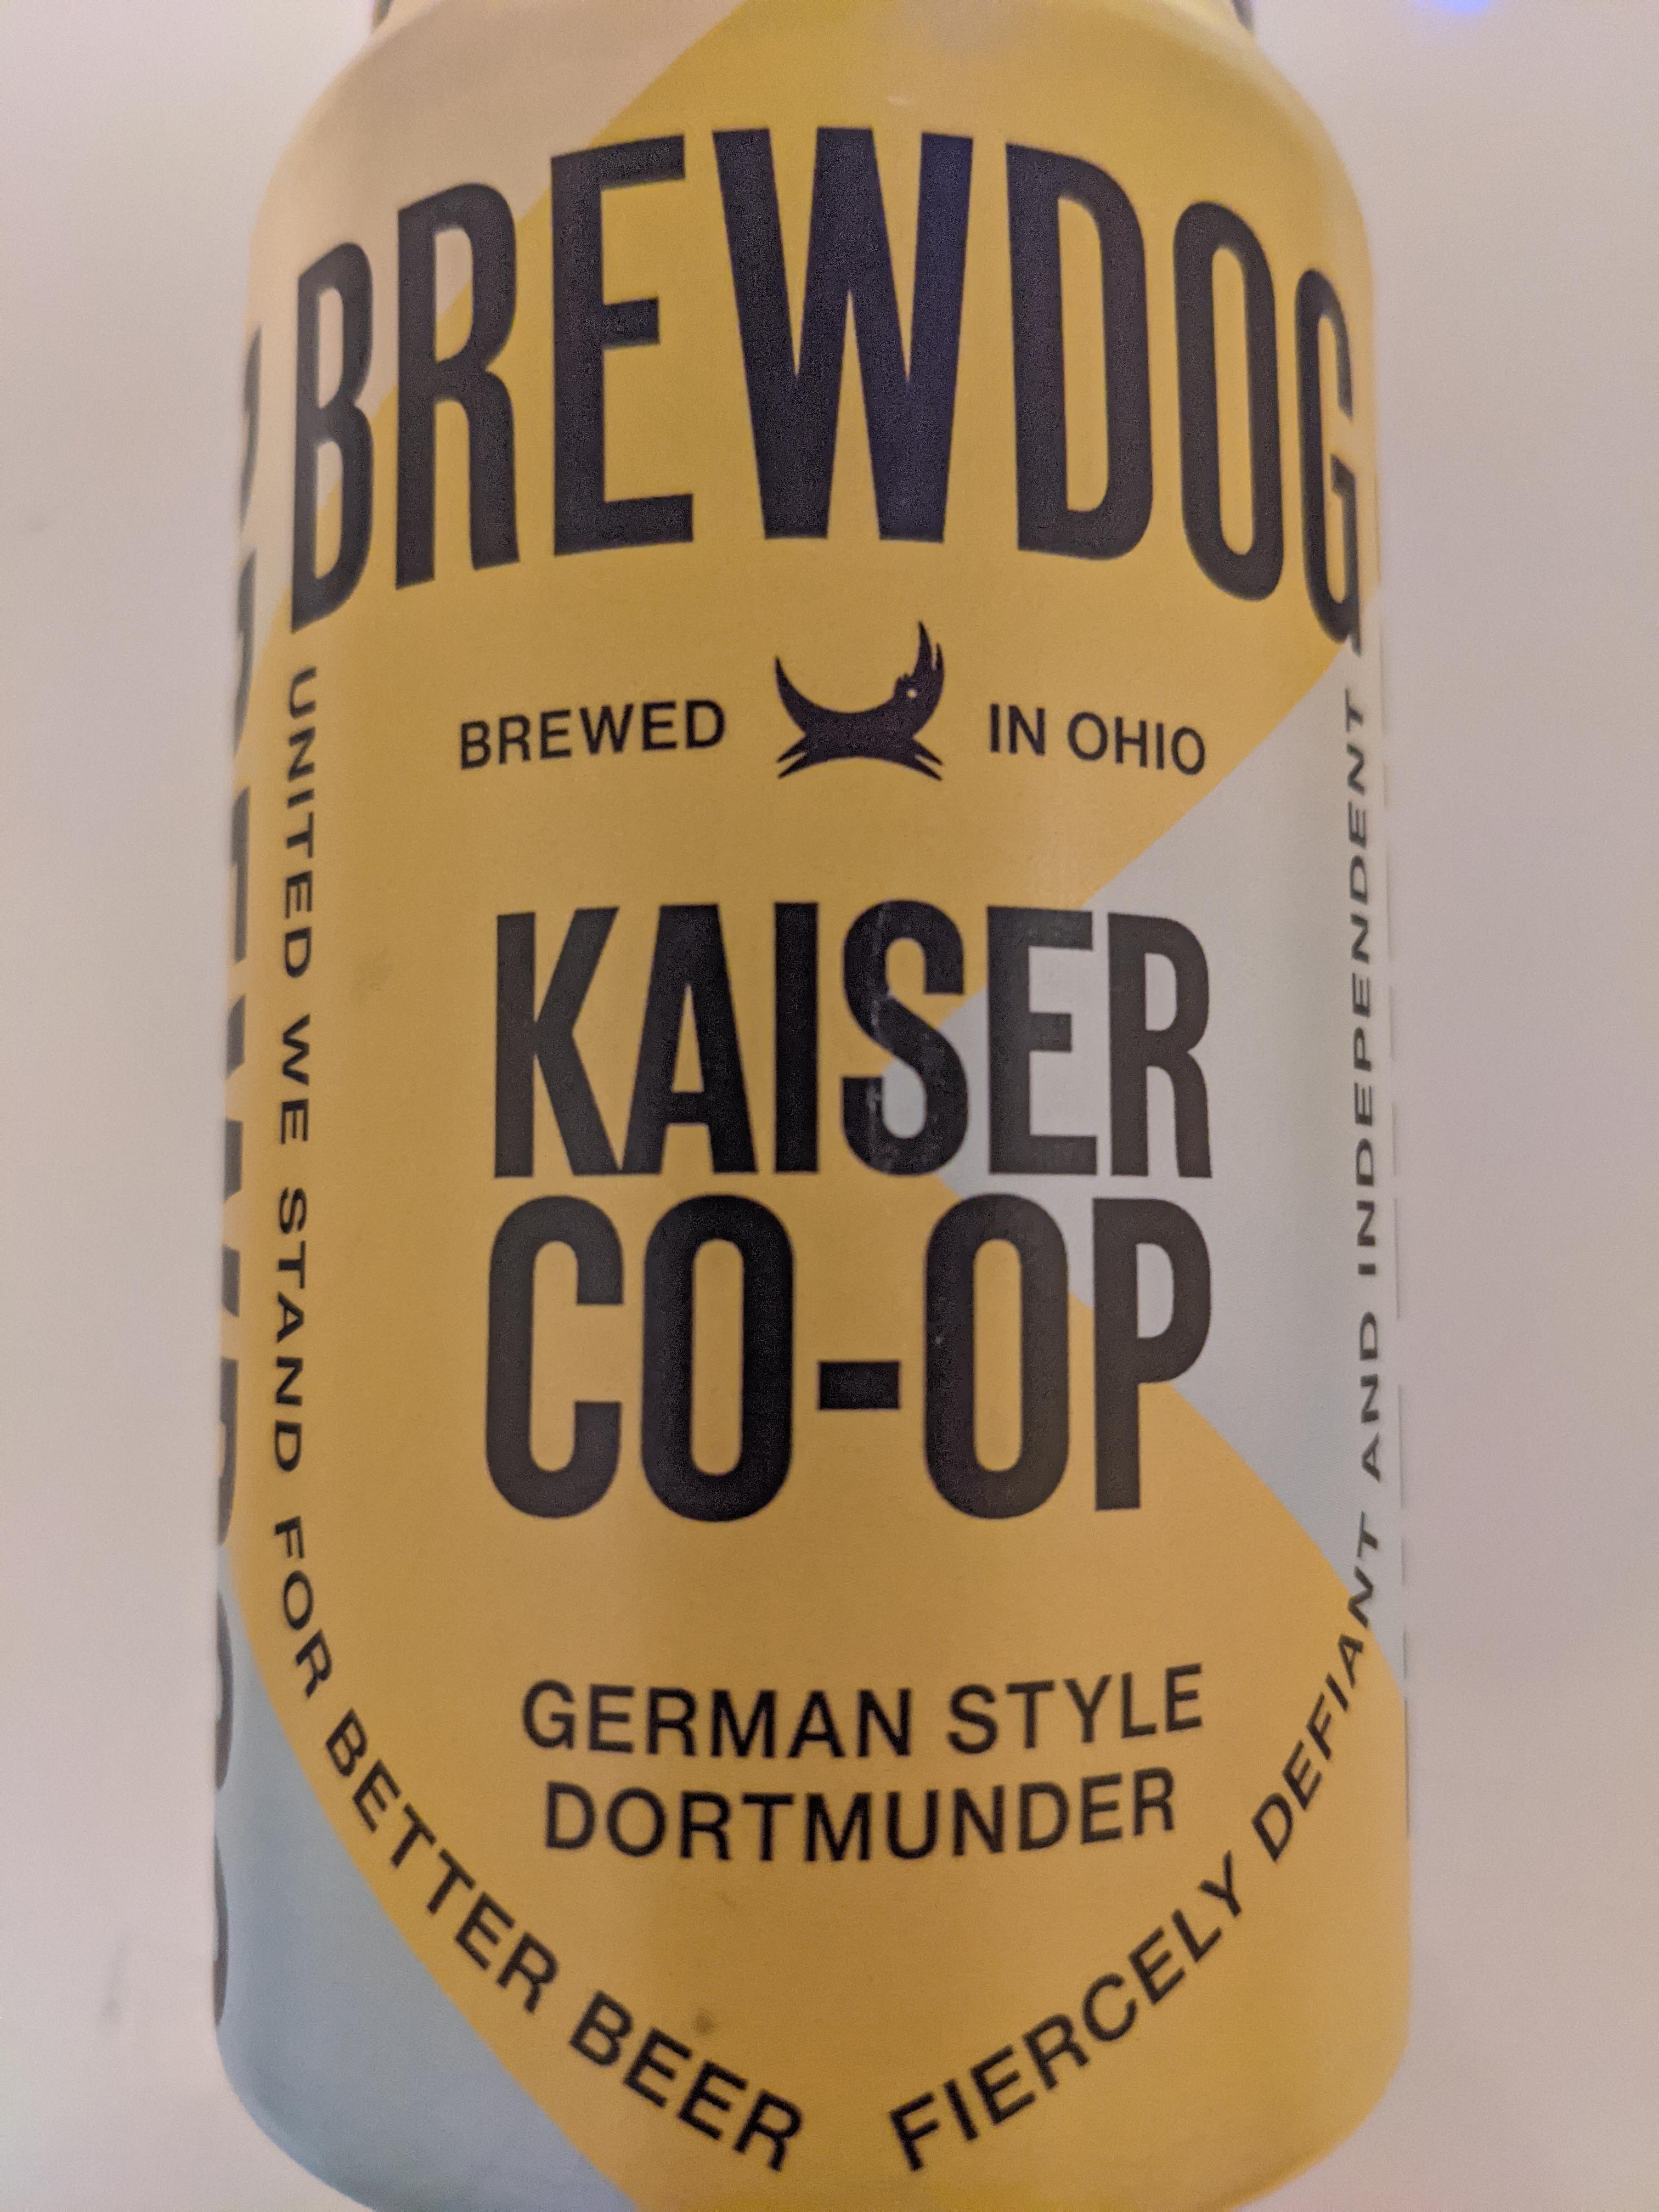 BREWDOG
BREWED IN OHIO
KAISER
CO-OP
GERMAN STYLE
DORTMUNDER
UNITED WE STAND FOR BETTER BEER
FIERCELY DEFIANT AND INDEPENDENT